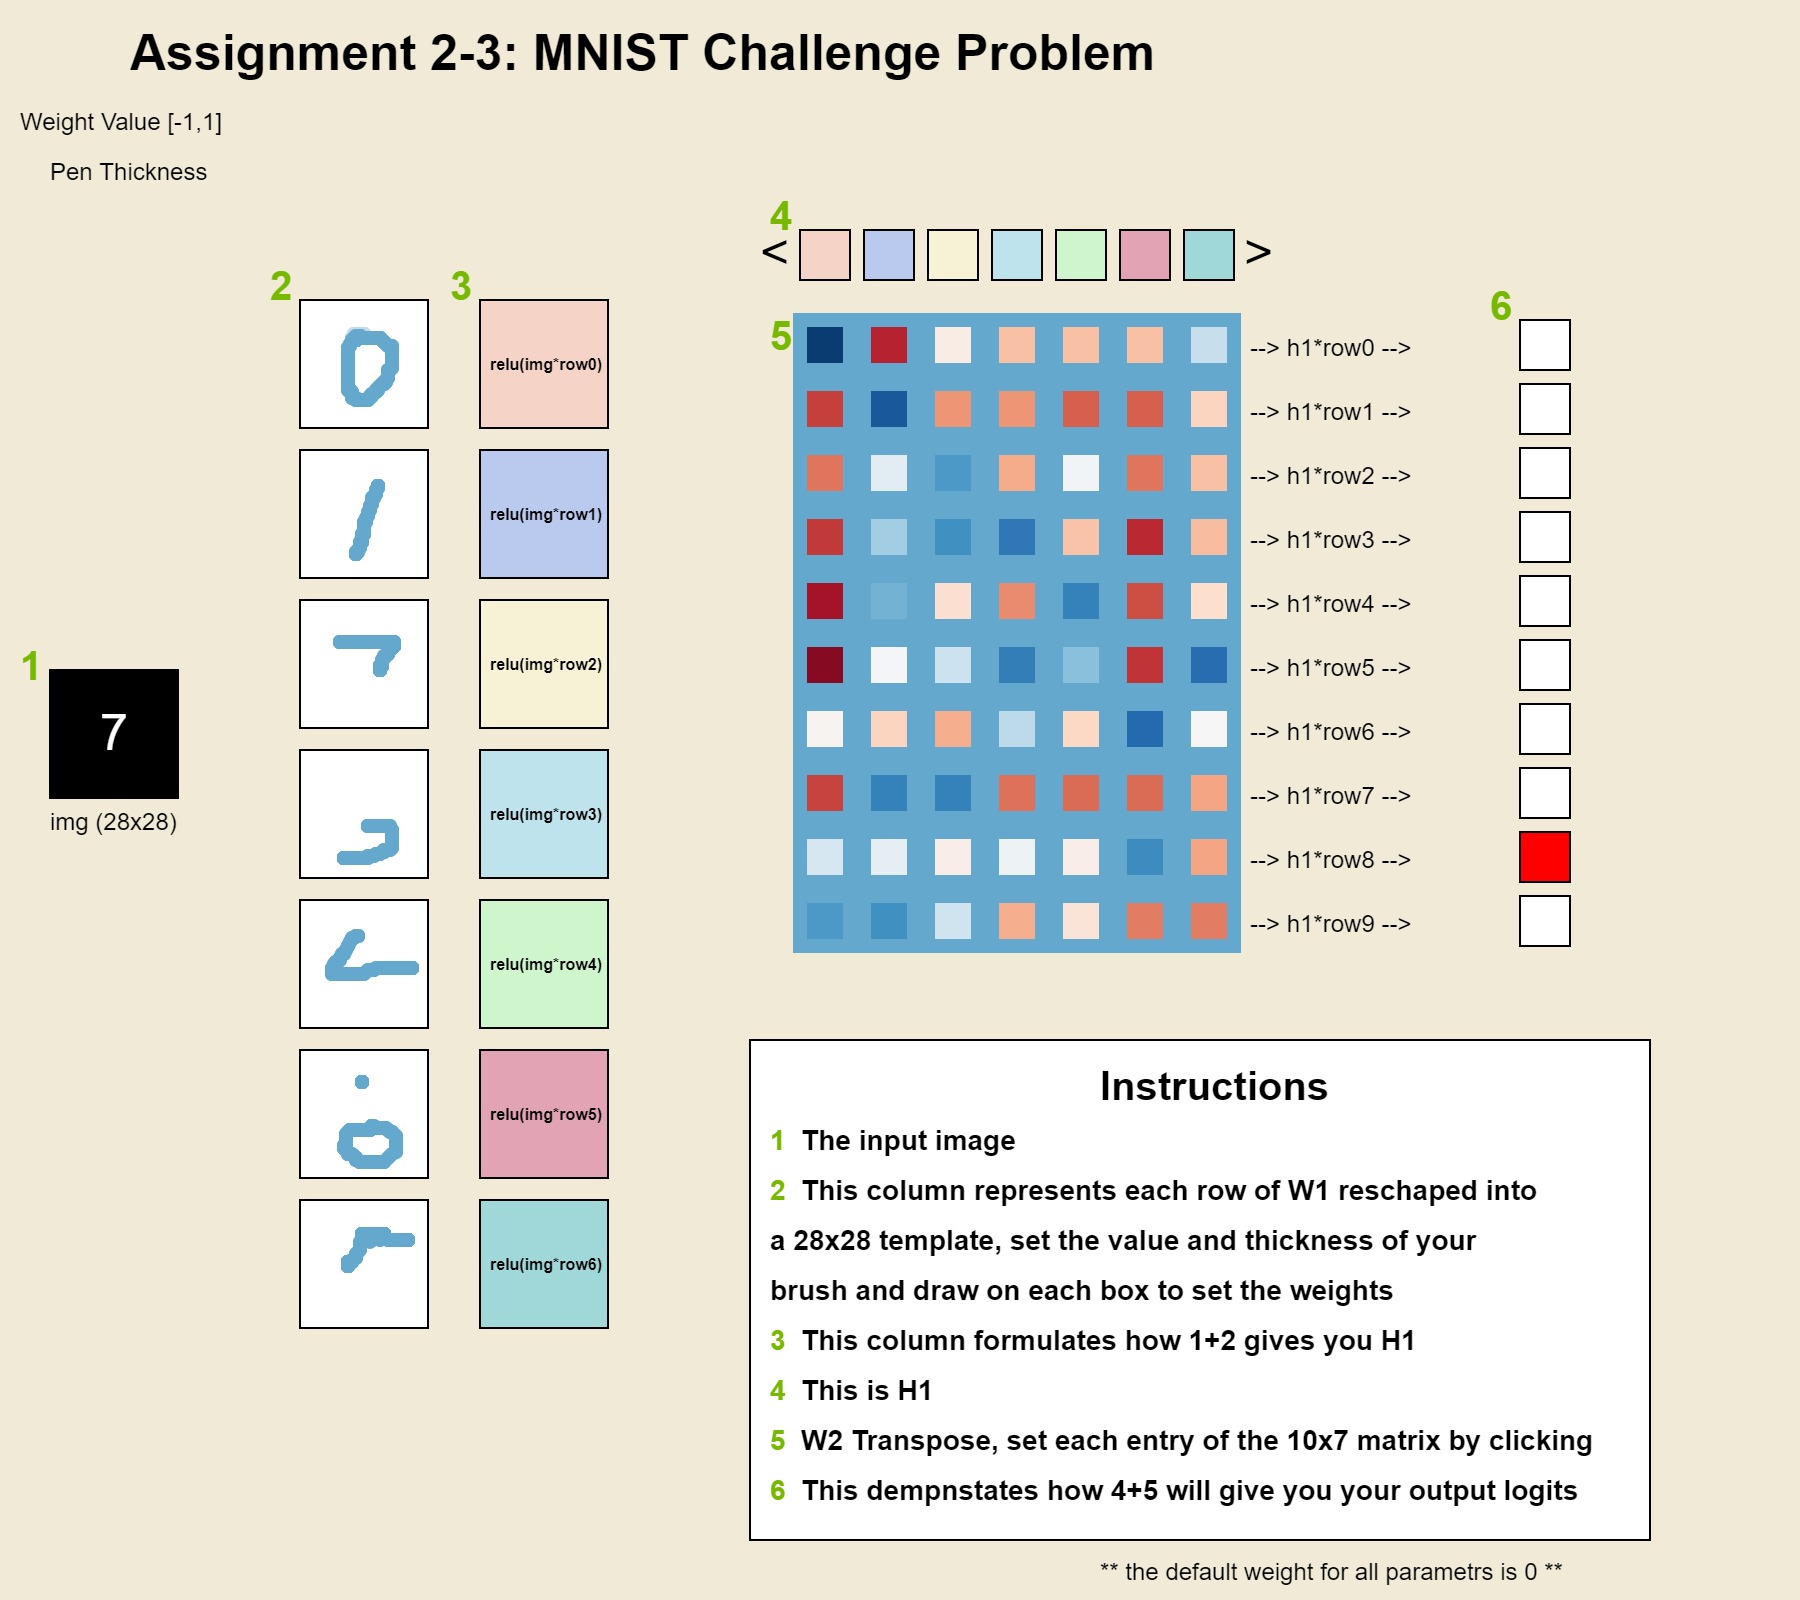 Assignment 2-3: MNIST Challenge Problem
Weight Value [-1,1]
Pen Thickness
4
< >
2 3 6
5
relu(img*row0)
--> h1*row0 -->
--> h1*row1 -->
relu(img*row1)
--> h1*row2 -->
--> h1*row3 -->
--> h1*row4 -->
relu(img*row2)
--> h1*row5 -->
1
7
img (28x28)
--> h1*row6 -->
--> h1*row7 -->
relu(img*row3)
--> h1*row8 -->
--> h1*row9 -->
relu(img*row4)
relu(img*row5)
relu(img*row6)
Instructions
1 The input image
2 This column represents each row of W1 reschaped into
a 28x28 template, set the value and thickness of your
brush and draw on each box to set the weights
3 This column formulates how 1+2 gives you H1
4 This is H1
5 W2 Transpose, set each entry of the 10x7 matrix by clicking
6 This dempnstates how 4+5 will give you your output logits
** the default weight for all parametrs is 0 **